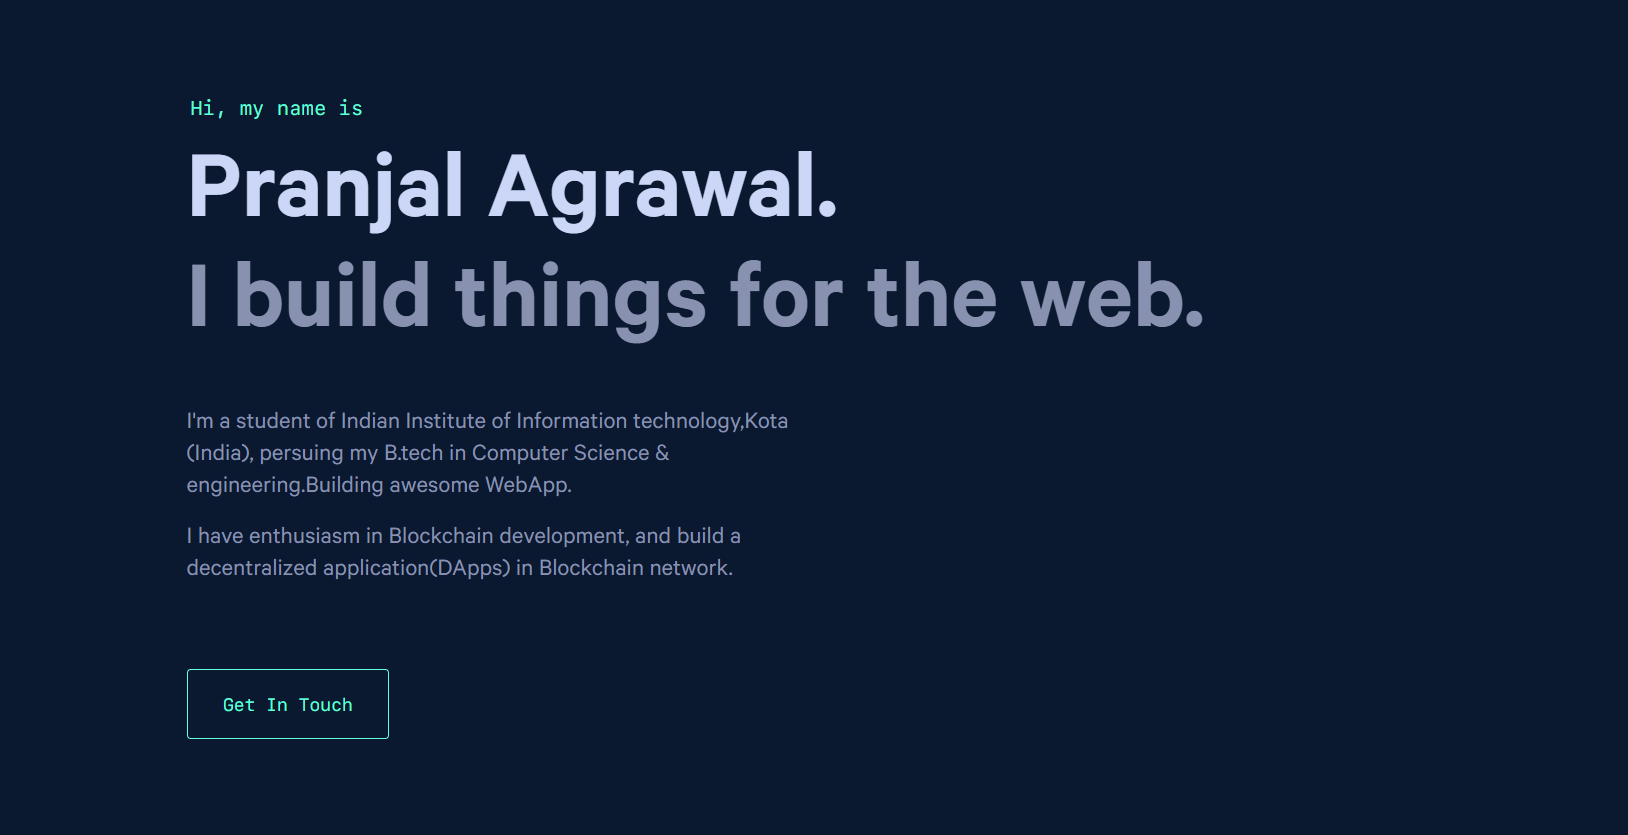 Hi, my name is
Pranjal Agrawal.
I build things for the web.
I'm a student of Indian Institute of Information technology,Kota
(India), persuing my B.tech in Computer Science &
engineering.Building awesome WebApp.
I have enthusiasm in Blockchain development, and build a
decentralized application(DApps) in Blockchain network.
Get In Touch